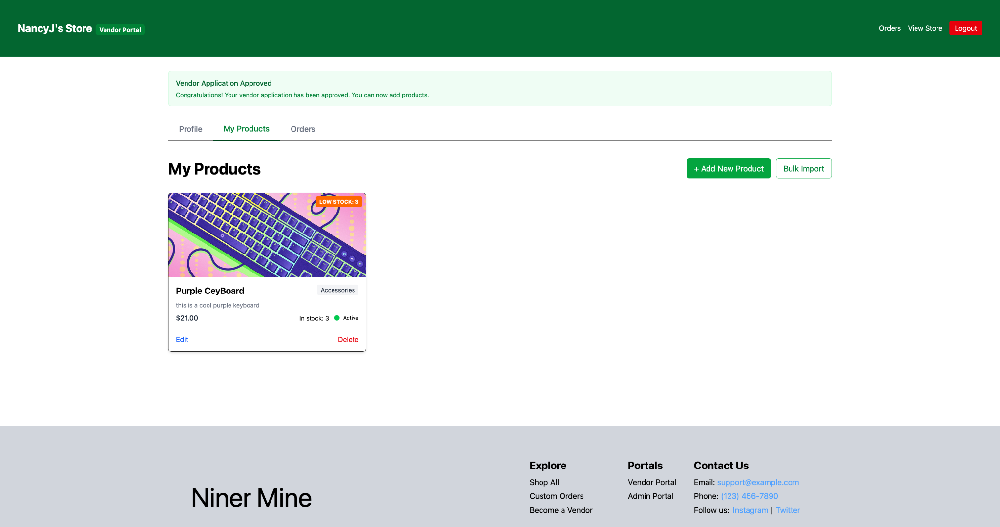 NancyJ's Store Vendor Portal
Orders View Store Logout
Vendor Application Approved
Congratulations! Your vendor application has been approved. You can now add products.
Profile My Products Orders
My Products
+ Add New Product Bulk Import
LOW STOCK: 3
Purple CeyBoard Accessories
this is a cool purple keyboard
$21.00 In stock: 3 Active
Edit Delete
Niner Mine
Explore
Shop All
Custom Orders
Become a Vendor
Portals
Vendor Portal
Admin Portal
Contact Us
Email: support@example.com
Phone: (123) 456-7890
Follow us: Instagram | Twitter